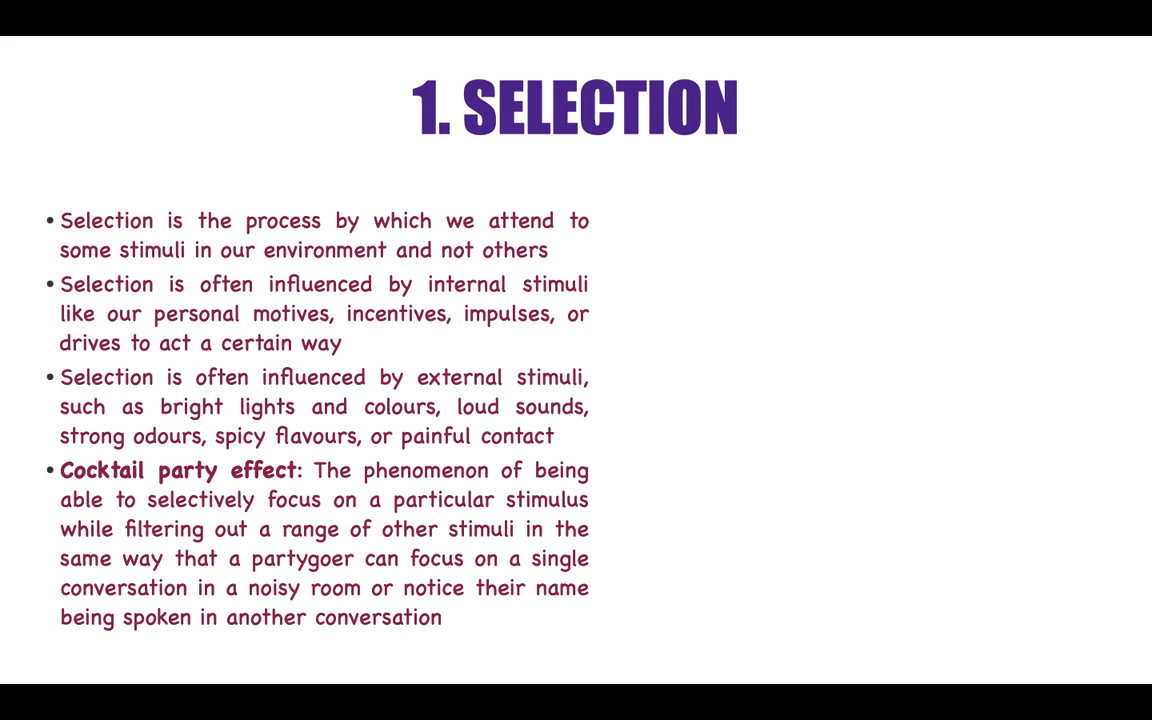 1. SELECTION
• Selection is the process by which we attend to
some stimuli in our environment and not others
• Selection is often influenced by internal stimuli
like our personal motives, incentives, impulses, or
drives to act a certain way
• Selection is often influenced by external stimuli,
such as bright lights and colours, loud sounds,
strong odours, spicy flavours, or painful contact
• Cocktail party effect: The phenomenon of being
able to selectively focus on a particular stimulus
while filtering out a range of other stimuli in the
same way that a partygoer can focus on a single
conversation in a noisy room or notice their name
being spoken in another conversation